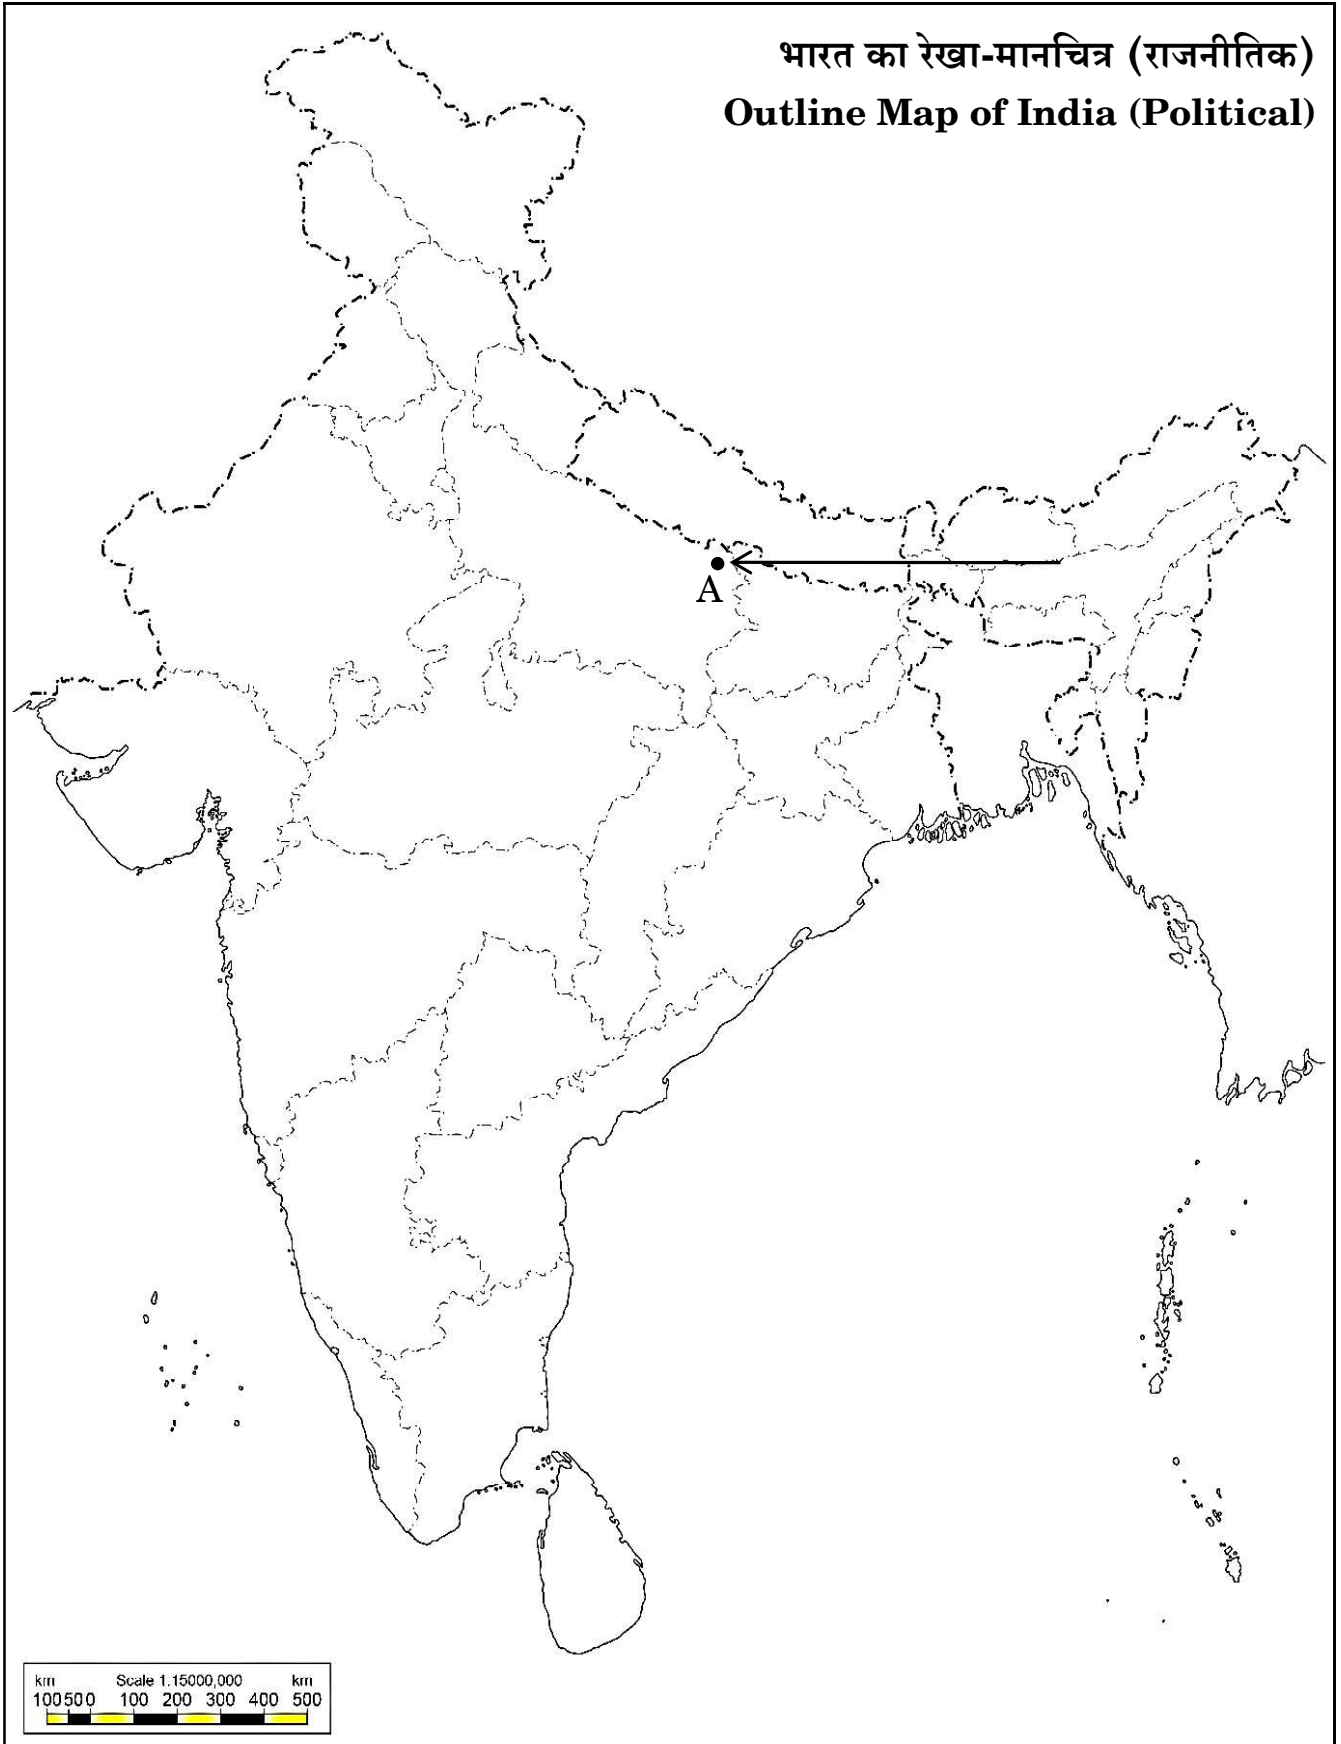 भारत का रेखा-मानचित्र (राजनीतिक)
Outline Map of India (Political)
A
km Scale 1:15000,000 km
100 50 0 100 200 300 400 500